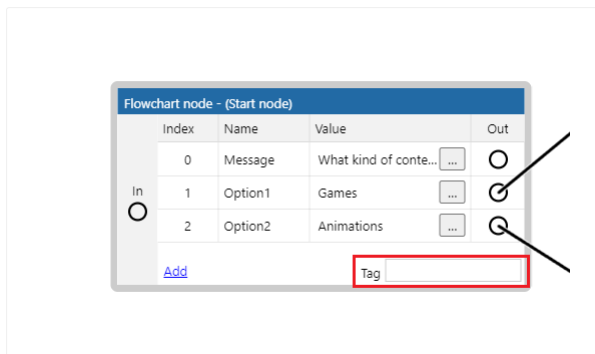 Flowchart node - (Start node)
Index Name Value Out
0 Message What kind of conte... ...
In
1 Option1 Games ...
2 Option2 Animations ...
Add Tag